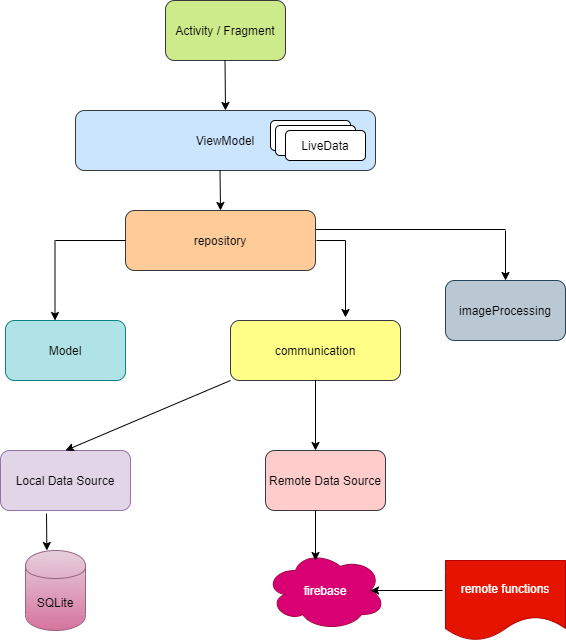 Activity / Fragment
ViewModel
LiveData
repository
imageProcessing
Model
communication
Local Data Source
Remote Data Source
SQLite
firebase
remote functions